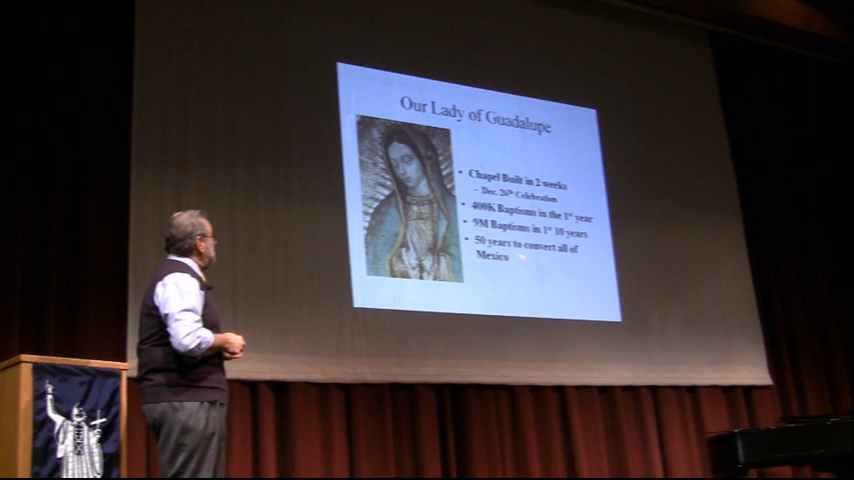 Our Lady of Guadalupe
• Chapel Built in 2 weeks
– Dec. 26th Celebration
• 400K Baptisms in the 1st year
• 9M Baptisms in 1st 10 years
• 50 years to convert all of
Mexico